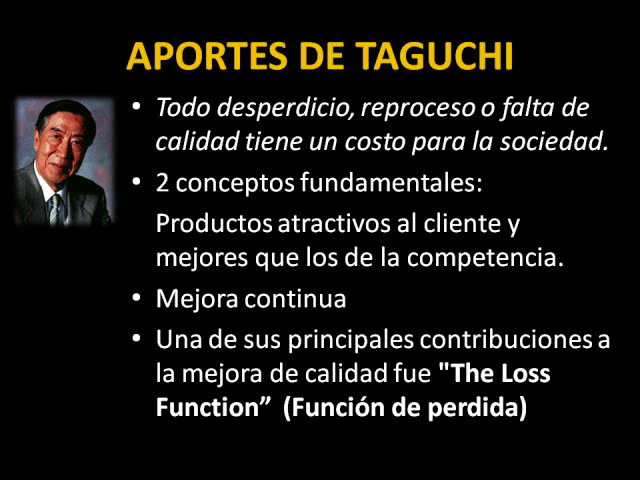 APORTES DE TAGUCHI
• Todo desperdicio, reproceso o falta de
calidad tiene un costo para la sociedad.
• 2 conceptos fundamentales:
Productos atractivos al cliente y
mejores que los de la competencia.
• Mejora continua
• Una de sus principales contribuciones a
la mejora de calidad fue "The Loss
Function” (Función de perdida)